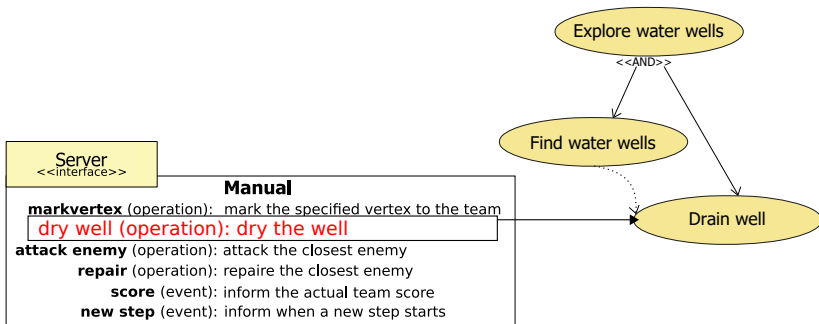 Explore water wells
<<AND>>
Find water wells
Drain well
Server
<<interface>>
Manual
markvertex (operation): mark the specified vertex to the team
dry well (operation): dry the well
attack enemy (operation): attack the closest enemy
repair (operation): repaire the closest enemy
score (event): inform the actual team score
new step (event): inform when a new step starts